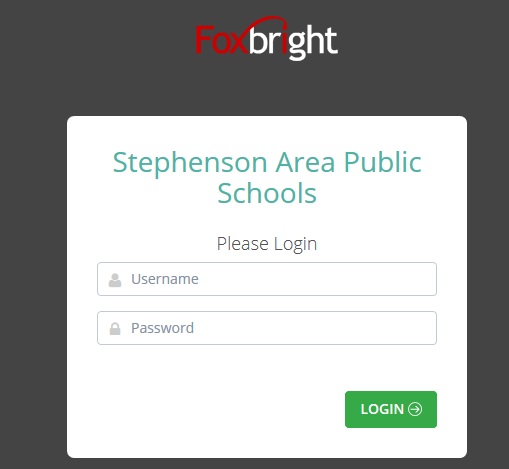 Foxbright
Stephenson Area Public
Schools
Please Login
Username
Password
LOGIN